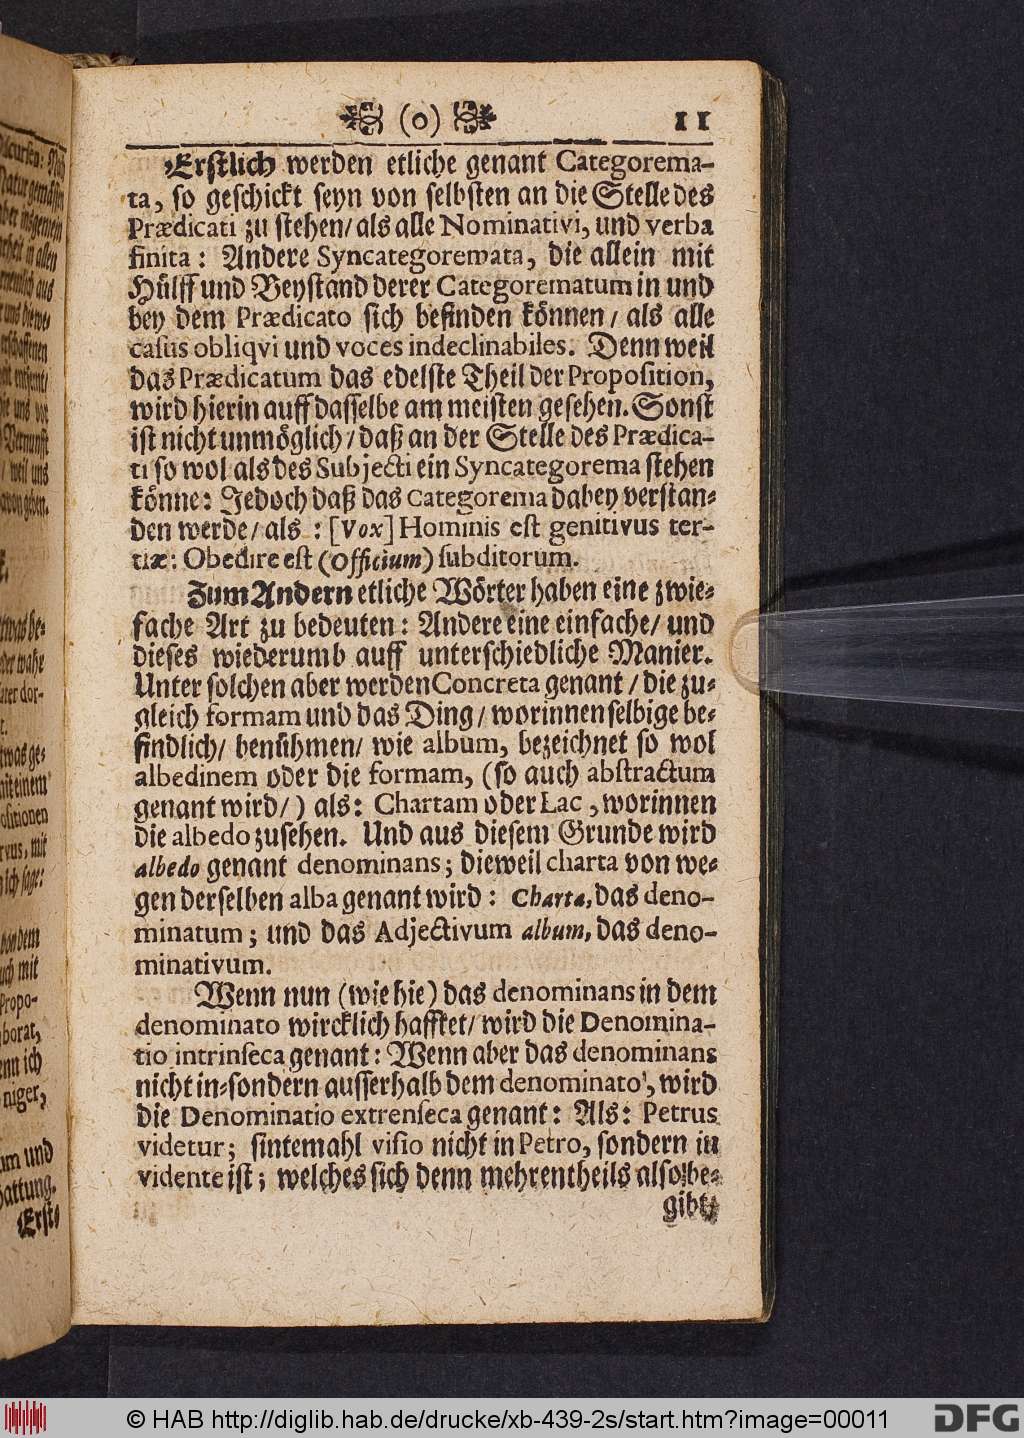 (o) 11
Erstlich werden etliche genant Categorema-
ta, so geschickt seyn von selbsten an die Stelle des
Prædicati zu stehen/ als alle Nominativi, und verba
finita: Andere Syncategoremata, die allein mit
Hülff und Beystand derer Categorematum in und
bey dem Prædicato sich befinden können/ als alle
casus obliqvi und voces indeclinabiles. Denn weil
das Prædicatum das edelste Theil der Proposition,
wird hierin auff dasselbe am meisten gesehen. Sonst
ist nicht unmöglich/ daß an der Stelle des Prædica-
ti so wol als des Subjecti ein Syncategorema stehen
könne: Jedoch daß das Categorema dabey verstan-
den werde/ als: [Vox] Hominis est genitivus ter-
tiæ: Obedire est (Officium) subditorum.
Zum Andern etliche Wörter haben eine zwie-
fache Art zu bedeuten: Andere eine einfache/ und
dieses wiederumb auff unterschiedliche Manier.
Unter solchen aber werden Concreta genant/ die zu-
gleich formam und das Ding/ worinnen selbige be-
findlich/ benühmen/ wie album, bezeichnet so wol
albedinem oder die formam, (so auch abstractum
genant wird/) als: Chartam oder Lac, worinnen
die albedo zusehen. Und aus diesem Grunde wird
albedo genant denominans; dieweil charta von we-
gen derselben alba genant wird: Charta, das deno-
minatum; und das Adjectivum album, das deno-
minativum.
Wenn nun (wie hie) das denominans in dem
denominato wircklich hafftet/ wird die Denomina-
tio intrinseca genant: Wenn aber das denominans
nicht in-sondern ausserhalb dem denominato, wird
die Denominatio extrenseca genant: Als: Petrus
videtur; sintemahl visio nicht in Petro, sondern in
vidente ist; welches sich denn mehrentheils also be-
gibt,
© HAB http://diglib.hab.de/drucke/xb-439-2s/start.htm?image=00011
DFG